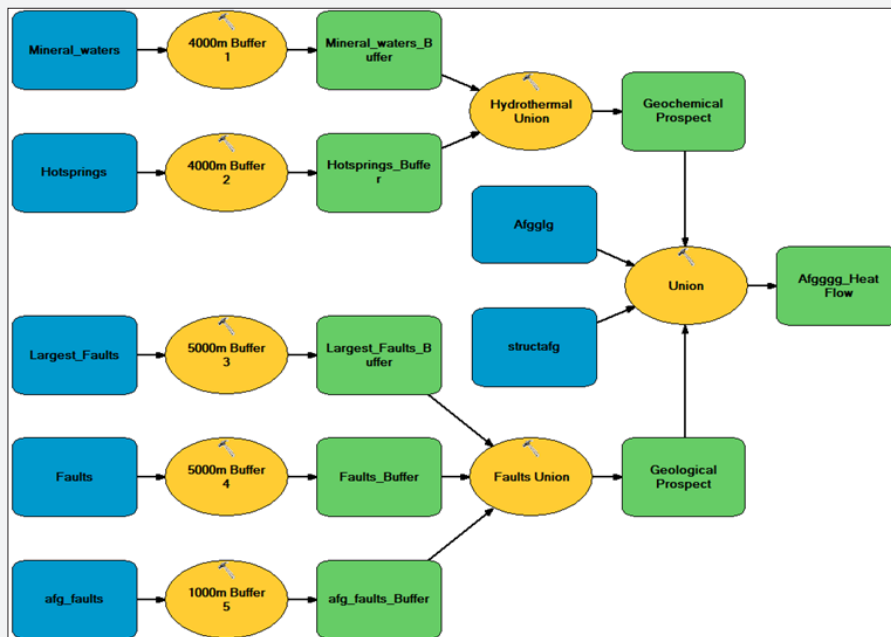 Mineral_waters
4000m Buffer
1
Mineral_waters_B
uffer
Hydrothermal
Union
Geochemical
Prospect
Hotsprings
4000m Buffer
2
Hotsprings_Buffe
r
Afgglg
Union
Afgggg_Heat
Flow
structafg
Largest_Faults
5000m Buffer
3
Largest_Faults_B
uffer
Faults
5000m Buffer
4
Faults_Buffer
Faults Union
Geological
Prospect
afg_faults
1000m Buffer
5
afg_faults_Buffer